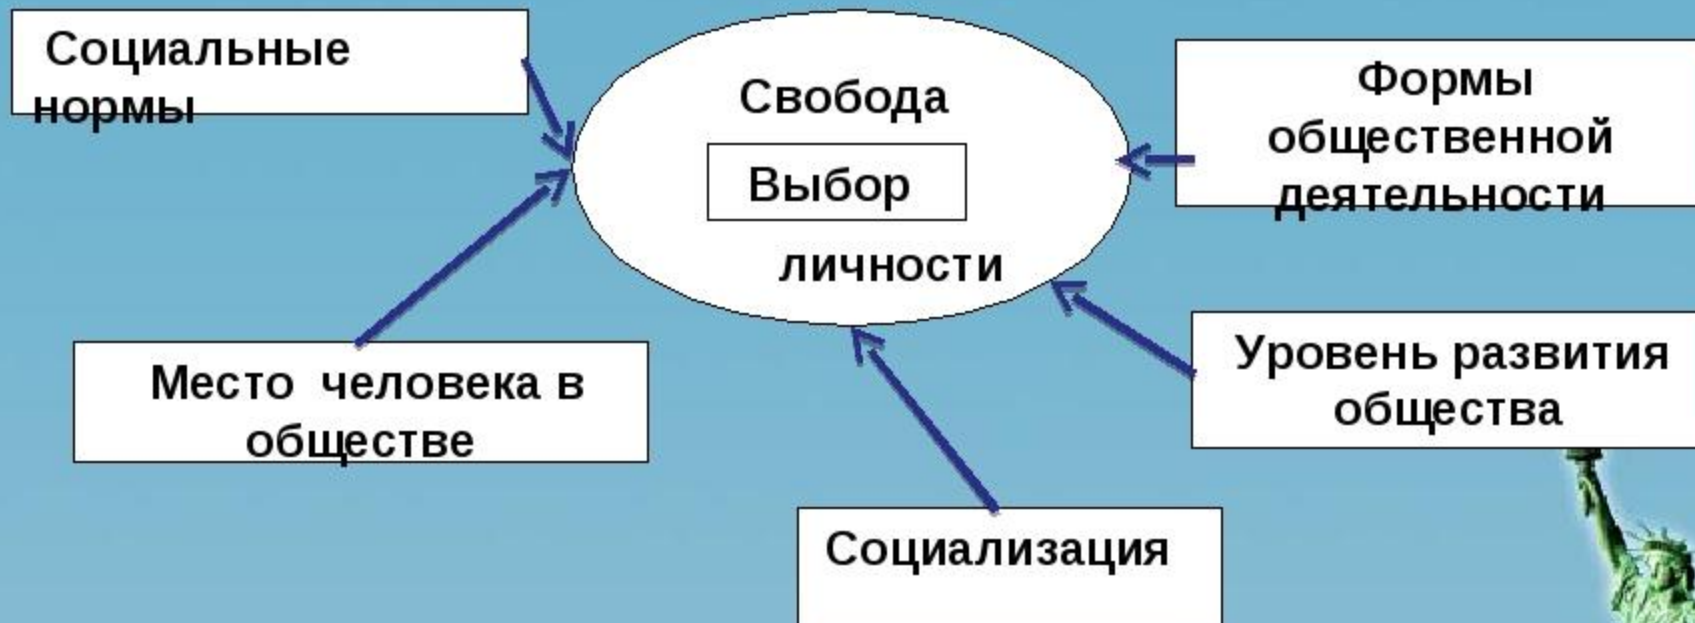 Социальные
нормы
Свобода
Выбор
личности
Формы
общественной
деятельности
Место человека в
обществе
Уровень развития
общества
Социализация